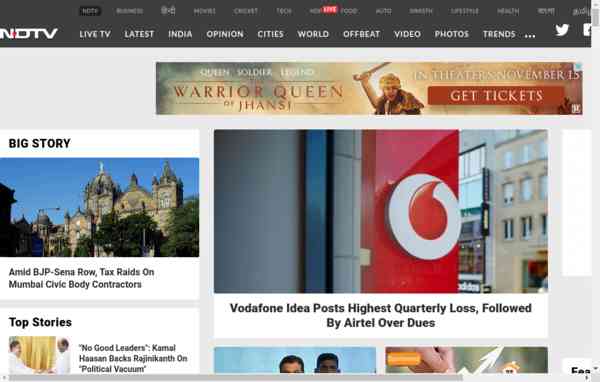 NDTV BUSINESS हिन्दी MOVIES CRICKET TECH HOP LIVE FOOD AUTO SWASTH LIFESTYLE HEALTH বাংলা தமிழ்
NDTV LIVE TV LATEST INDIA OPINION CITIES WORLD OFFBEAT VIDEO PHOTOS TRENDS ...
QUEEN SOLDIER LEGEND
WARRIOR QUEEN
OF JHANSI
IN THEATERS NOVEMBER 15
GET TICKETS
R
BIG STORY
Amid BJP-Sena Row, Tax Raids On
Mumbai Civic Body Contractors
Vodafone Idea Posts Highest Quarterly Loss, Followed
By Airtel Over Dues
Top Stories
"No Good Leaders": Kamal
Haasan Backs Rajinikanth On
"Political Vacuum"
Fea